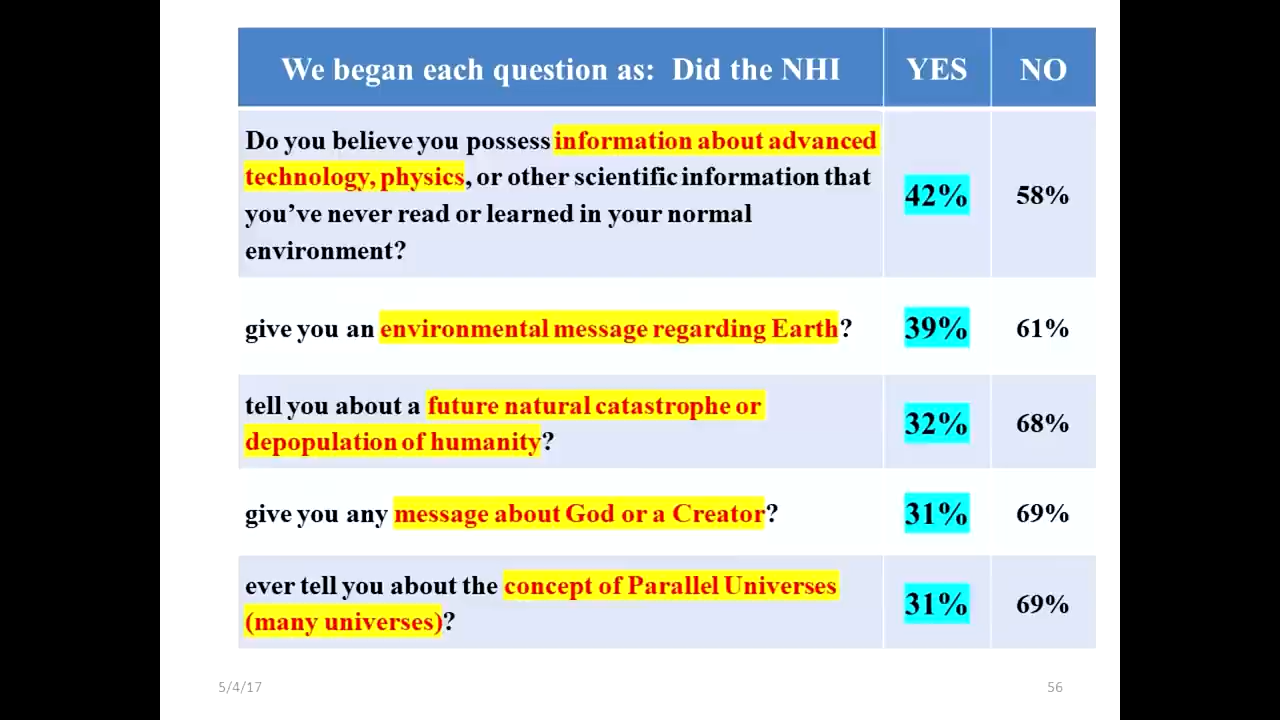 We began each question as: Did the NHI YES NO
Do you believe you possess information about advanced
technology, physics, or other scientific information that
you've never read or learned in your normal
environment?
42% 58%
give you an environmental message regarding Earth? 39% 61%
tell you about a future natural catastrophe or
depopulation of humanity?
32% 68%
give you any message about God or a Creator? 31% 69%
ever tell you about the concept of Parallel Universes
(many universes)?
31% 69%
5/4/17 56